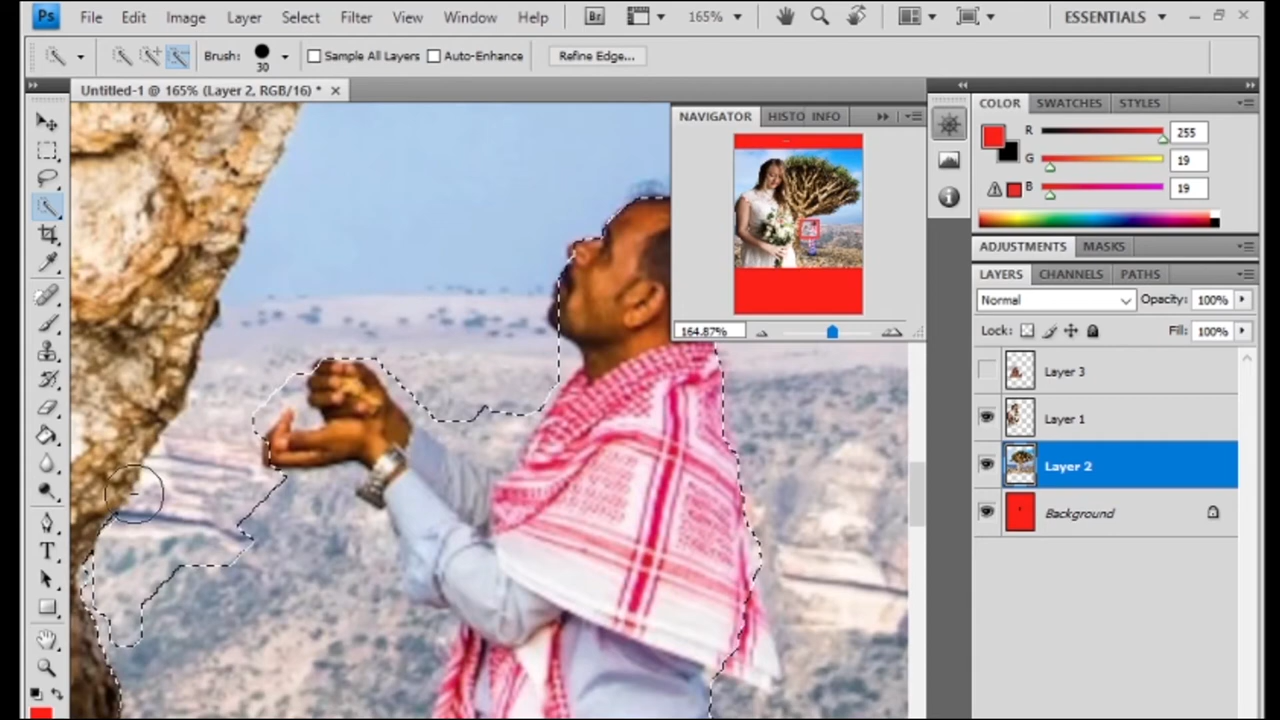 Ps File Edit Image Layer Select Filter View Window Help Br 165% ESSENTIALS
Brush: 30 Sample All Layers Auto-Enhance Refine Edge...
Untitled-1 @ 165% (Layer 2, RGB/16) *
NAVIGATOR HISTO INFO
164.87%
COLOR SWATCHES STYLES
R 255
G 19
B 19
ADJUSTMENTS MASKS
LAYERS CHANNELS PATHS
Normal Opacity: 100%
Lock: Fill: 100%
Layer 3
Layer 1
Layer 2
Background
T